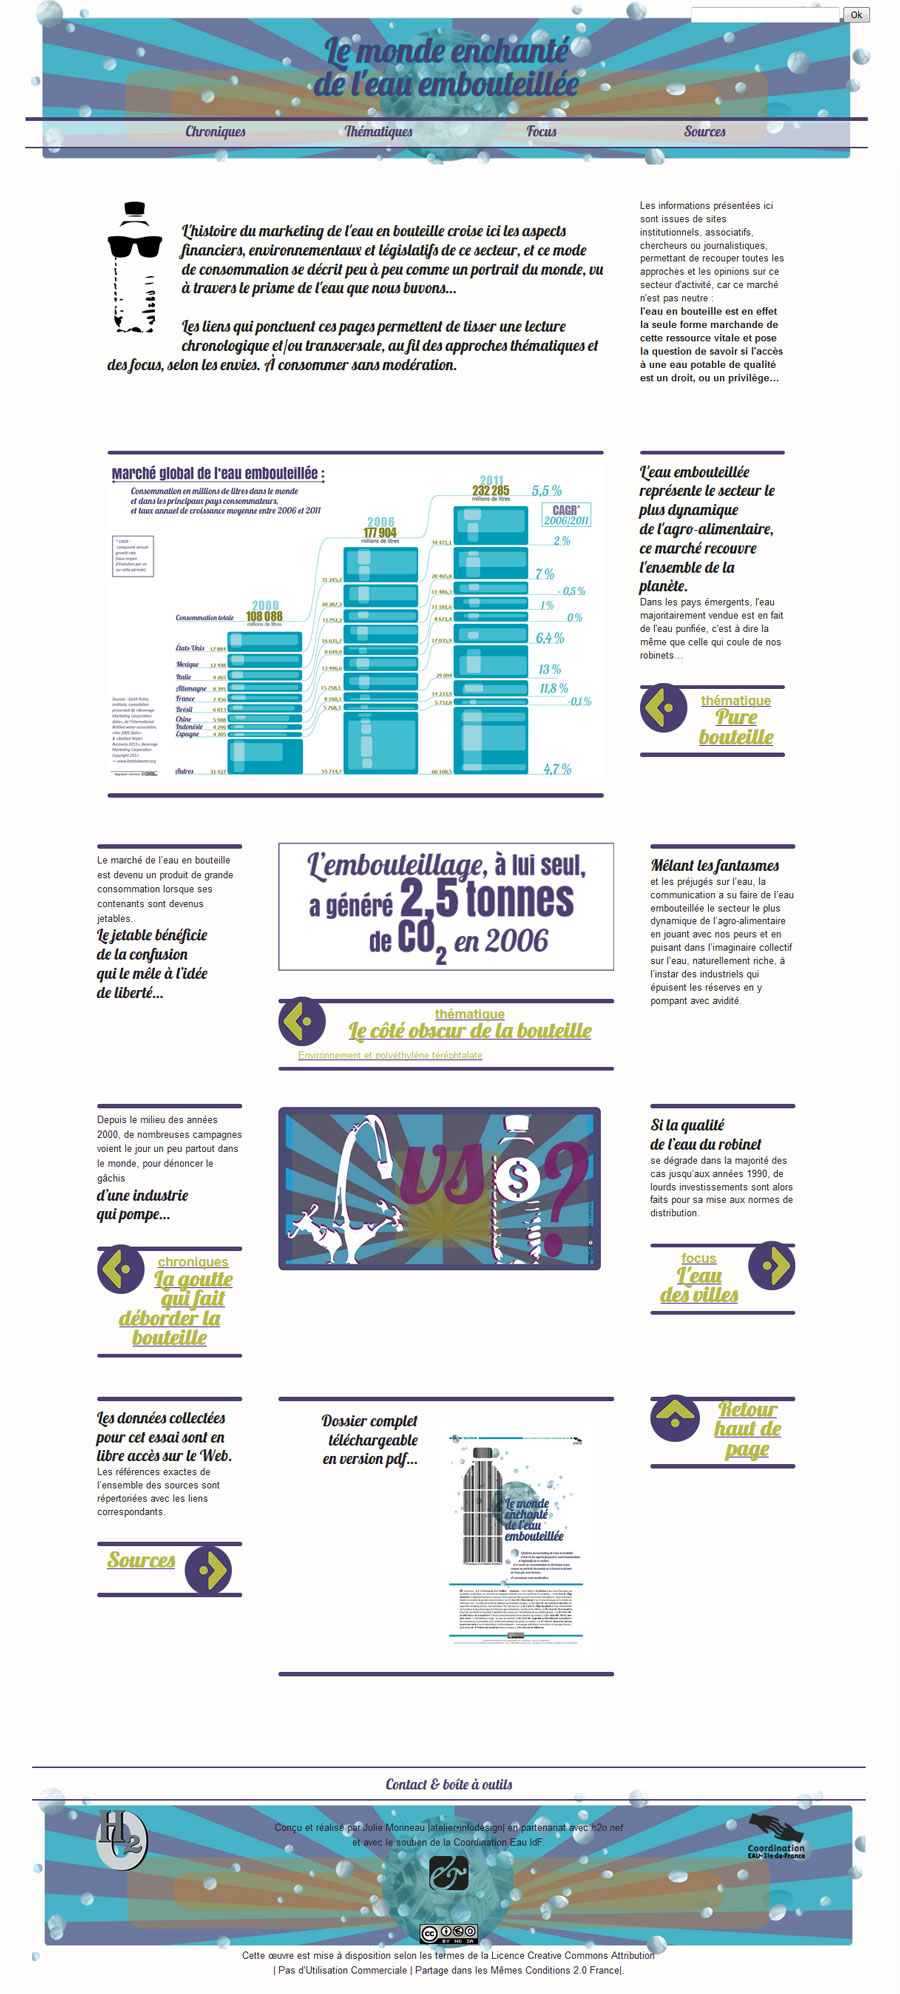 Ok
Le monde enchanté
de l'eau embouteillée
Chroniques
Thématiques
Focus
Sources
L'histoire du marketing de l'eau en bouteille croise ici les aspects
financiers, environnementaux et législatifs de ce secteur, et ce mode
de consommation se décrit peu à peu comme un portrait du monde, vu
à travers le prisme de l'eau que nous buvons...
Les liens qui ponctuent ces pages permettent de tisser une lecture
chronologique et/ou transversale, au fil des approches thématiques et
des focus, selon les envies. À consommer sans modération.
Les informations présentées ici
sont issues de sites
institutionnels, associatifs,
chercheurs ou journalistiques,
permettant de recouper toutes les
approches et les opinions sur ce
secteur d'activité, car ce marché
n'est pas neutre :
l'eau en bouteille est en effet
la seule forme marchande de
cette ressource vitale et pose
la question de savoir si l'accès
à une eau potable de qualité
est un droit, ou un privilège...
Marché global de l'eau embouteillée :
Consommation en millions de litres dans le monde
et dans les principaux pays consommateurs,
et taux annuel de croissance moyenne entre 2006 et 2011
* CAGR :
compound annual
growth rate
(taux moyen
d'évolution par an
sur cette période)
2000
108 088
millions de litres
2006
177 904
millions de litres
2011
232 285
millions de litres
5,5 %
CAGR*
2006/2011
Consommation totale
États-Unis 17 884
Mexique 12 448
Italie 9 265
Allemagne 8 395
France 7 456
Brésil 6 813
Chine 5 988
Indonésie 4 296
Espagne 4 205
Autres 31 427
31 245,2
20 287,2
11 792,2
16 631,2
8 649,9
12 496,6
15 758,1
8 100,1
5 788,3
55 714,7
34 421,1
28 465,8
11 486,3
11 181,6
8 621,4
17 035,9
29 094
14 233,9
5 752,8
60 108,5
2 %
7 %
- 0,5 %
1 %
0 %
6,4 %
13 %
11,8 %
-0,1 %
4,7 %
Sources : Earth Policy
Institute, compilation
provenant de «Beverage
Marketing Corporation
data», de l'International
Bottled water association,
«the 2005 Stats»
& «Bottled Water
Recovery 2011», Beverage
Marketing Corporation
Copyright 2012
— www.bottledwater.org
L'eau embouteillée
représente le secteur le
plus dynamique
de l'agro-alimentaire,
ce marché recouvre
l'ensemble de la
planète.
Dans les pays émergents, l'eau
majoritairement vendue est en fait
de l'eau purifiée, c'est à dire la
même que celle qui coule de nos
robinets...
thématique
Pure
bouteille
Le marché de l'eau en bouteille
est devenu un produit de grande
consommation lorsque ses
contenants sont devenus
jetables.
Le jetable bénéficie
de la confusion
qui le mêle à l'idée
de liberté...
L'embouteillage, à lui seul,
a généré 2,5 tonnes
de CO2 en 2006
thématique
Le côté obscur de la bouteille
Environnement et polyéthylène téréphtalate
Mêlant les fantasmes
et les préjugés sur l'eau, la
communication a su faire de l'eau
embouteillée le secteur le plus
dynamique de l'agro-alimentaire
en jouant avec nos peurs et en
puisant dans l'imaginaire collectif
sur l'eau, naturellement riche, à
l'instar des industriels qui
épuisent les réserves en y
pompant avec avidité.
Depuis le milieu des années
2000, de nombreuses campagnes
voient le jour un peu partout dans
le monde, pour dénoncer le
gâchis
d'une industrie
qui pompe...
chroniques
La goutte
qui fait
déborder la
bouteille
vs $ ?
Si la qualité
de l'eau du robinet
se dégrade dans la majorité des
cas jusqu'aux années 1990, de
lourds investissements sont alors
faits pour sa mise aux normes de
distribution.
focus
L'eau
des villes
Les données collectées
pour cet essai sont en
libre accès sur le Web.
Les références exactes de
l'ensemble des sources sont
répertoriées avec les liens
correspondants.
Sources
Dossier complet
téléchargeable
en version pdf...
Le monde
enchanté
de l'eau
embouteillée
Retour
haut de
page
Contact & boîte à outils
H2O
Conçu et réalisé par Julie Morineau |atelier•infodesign| en partenariat avec h2o.net
et avec le soutien de la Coordination Eau IdF.
Coordination
EAU Île-de-France
cc BY NC SA
Cette œuvre est mise à disposition selon les termes de la Licence Creative Commons Attribution
| Pas d'Utilisation Commerciale | Partage dans les Mêmes Conditions 2.0 France|.